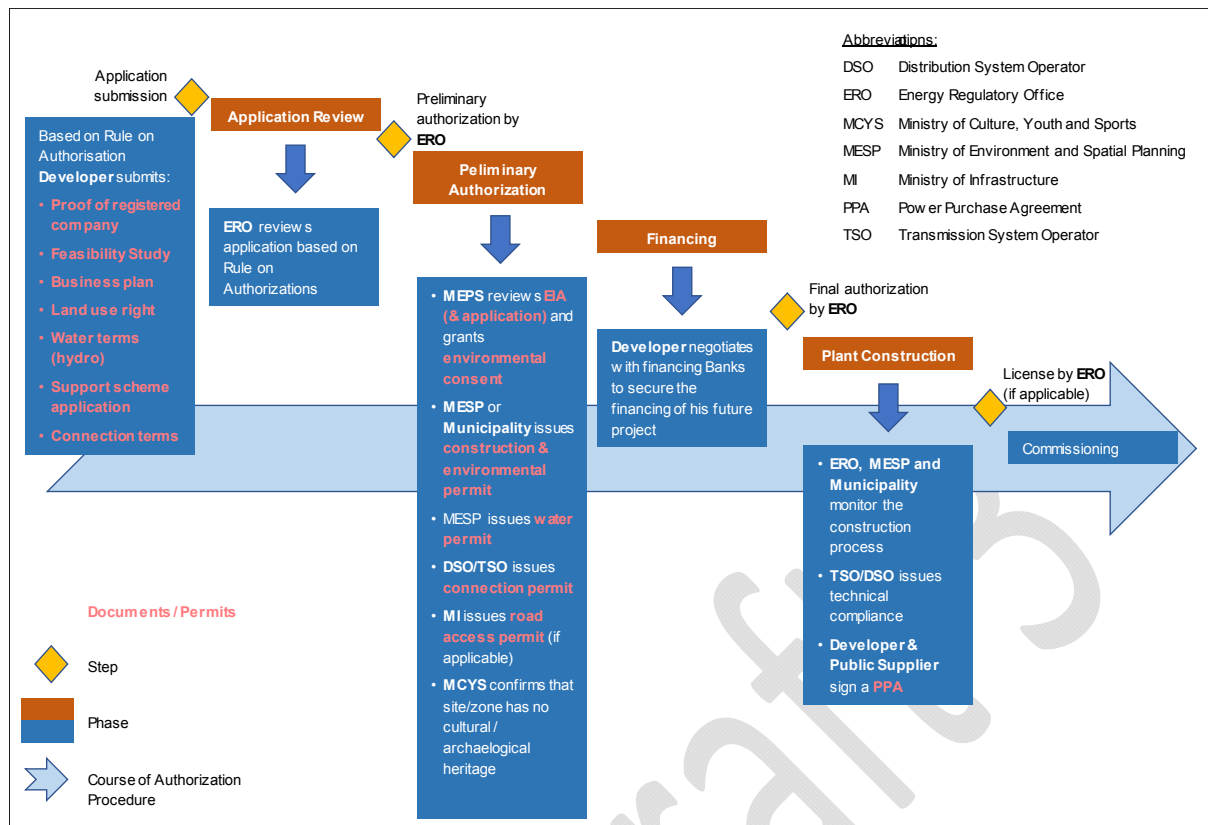 Application
submission
Based on Rule on
Authorisation
Developer submits:
• Proof of registered
company
• Feasibility Study
• Business plan
• Land use right
• Water terms
(hydro)
• Support scheme
application
• Connection terms
Application Review
ERO reviews
application based on
Rule on
Authorizations
Preliminary
authorization by
ERO
Peliminary
Authorization
• MEPS reviews EIA
(& application) and
grants
environmental
consent
• MESP or
Municipality issues
construction &
environmental
permit
• MESP issues water
permit
• DSO/TSO issues
connection permit
• MI issues road
access permit (if
applicable)
• MCYS confirms that
site/zone has no
cultural /
archaelogical
heritage
Financing
Developer negotiates
with financing Banks
to secure the
financing of his future
project
Final authorization
by ERO
Plant Construction
• ERO, MESP and
Municipality
monitor the
construction
process
• TSO/DSO issues
technical
compliance
• Developer &
Public Supplier
sign a PPA
License by ERO
(if applicable)
Commissioning
Abbreviations:
DSO Distribution System Operator
ERO Energy Regulatory Office
MCYS Ministry of Culture, Youth and Sports
MESP Ministry of Environment and Spatial Planning
MI Ministry of Infrastructure
PPA Power Purchase Agreement
TSO Transmission System Operator
Documents / Permits
Step
Phase
Course of Authorization
Procedure
raft 3